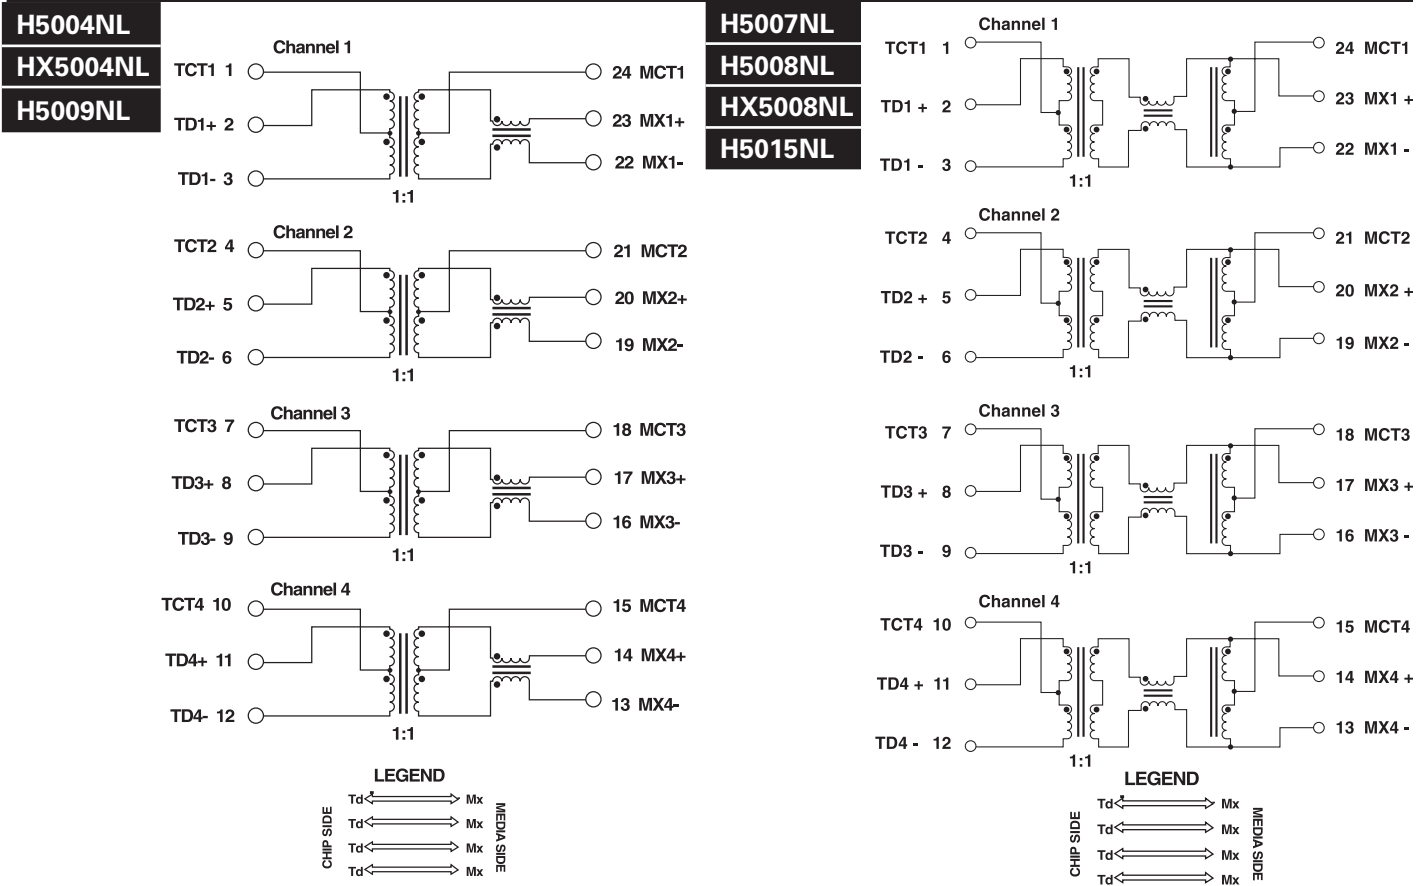 H5004NL
HX5004NL
H5009NL
Channel 1
TCT1 1
TD1+ 2
TD1- 3
24 MCT1
23 MX1+
22 MX1-
1:1
Channel 2
TCT2 4
TD2+ 5
TD2- 6
21 MCT2
20 MX2+
19 MX2-
1:1
Channel 3
TCT3 7
TD3+ 8
TD3- 9
18 MCT3
17 MX3+
16 MX3-
1:1
Channel 4
TCT4 10
TD4+ 11
TD4- 12
15 MCT4
14 MX4+
13 MX4-
1:1
LEGEND
CHIP SIDE
Td Mx
Td Mx
Td Mx
Td Mx
MEDIA SIDE
H5007NL
H5008NL
HX5008NL
H5015NL
Channel 1
TCT1 1
TD1 + 2
TD1 - 3
24 MCT1
23 MX1 +
22 MX1 -
1:1
Channel 2
TCT2 4
TD2 + 5
TD2 - 6
21 MCT2
20 MX2 +
19 MX2 -
1:1
Channel 3
TCT3 7
TD3 + 8
TD3 - 9
18 MCT3
17 MX3 +
16 MX3 -
1:1
Channel 4
TCT4 10
TD4 + 11
TD4 - 12
15 MCT4
14 MX4 +
13 MX4 -
1:1
LEGEND
CHIP SIDE
Td Mx
Td Mx
Td Mx
Td Mx
MEDIA SIDE